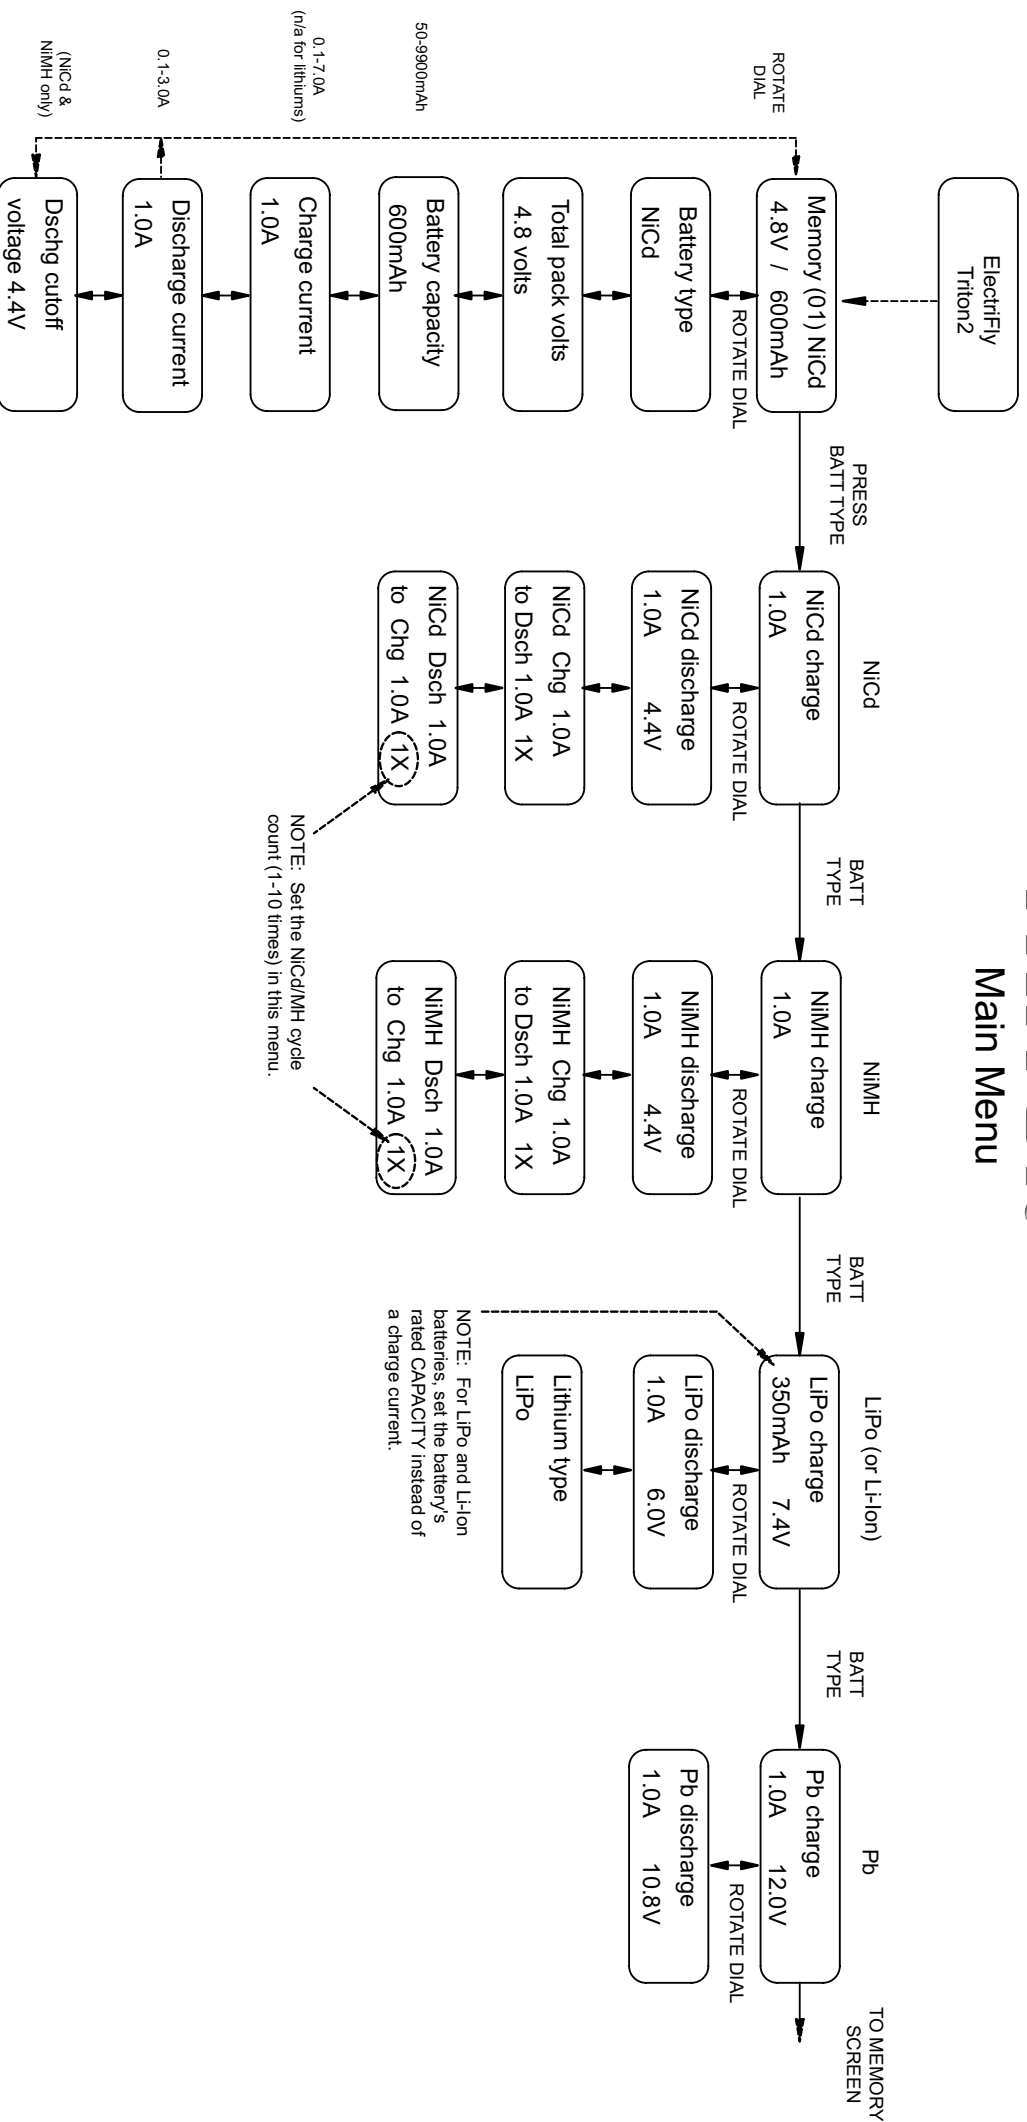 Main Menu
ElectriFly
Triton2
ROTATE
DIAL
Memory (01) NiCd
4.8V / 600mAh
ROTATE DIAL
Battery type
NiCd
Total pack volts
4.8 volts
50-9900mAh
Battery capacity
600mAh
0.1-7.0A
(n/a for lithiums)
Charge current
1.0A
0.1-3.0A
Discharge current
1.0A
(NiCd &
NiMH only)
Dschg cutoff
voltage 4.4V
PRESS
BATT TYPE
NiCd
NiCd charge
1.0A
ROTATE DIAL
NiCd discharge
1.0A 4.4V
NiCd Chg 1.0A
to Dsch 1.0A 1X
NiCd Dsch 1.0A
to Chg 1.0A 1X
NOTE: Set the NiCd/MH cycle
count (1-10 times) in this menu.
BATT
TYPE
NiMH
NiMH charge
1.0A
ROTATE DIAL
NiMH discharge
1.0A 4.4V
NiMH Chg 1.0A
to Dsch 1.0A 1X
NiMH Dsch 1.0A
to Chg 1.0A 1X
BATT
TYPE
LiPo (or Li-Ion)
LiPo charge
350mAh 7.4V
ROTATE DIAL
LiPo discharge
1.0A 6.0V
Lithium type
LiPo
NOTE: For LiPo and Li-Ion
batteries, set the battery's
rated CAPACITY instead of
a charge current.
BATT
TYPE
Pb
Pb charge
1.0A 12.0V
ROTATE DIAL
Pb discharge
1.0A 10.8V
TO MEMORY
SCREEN